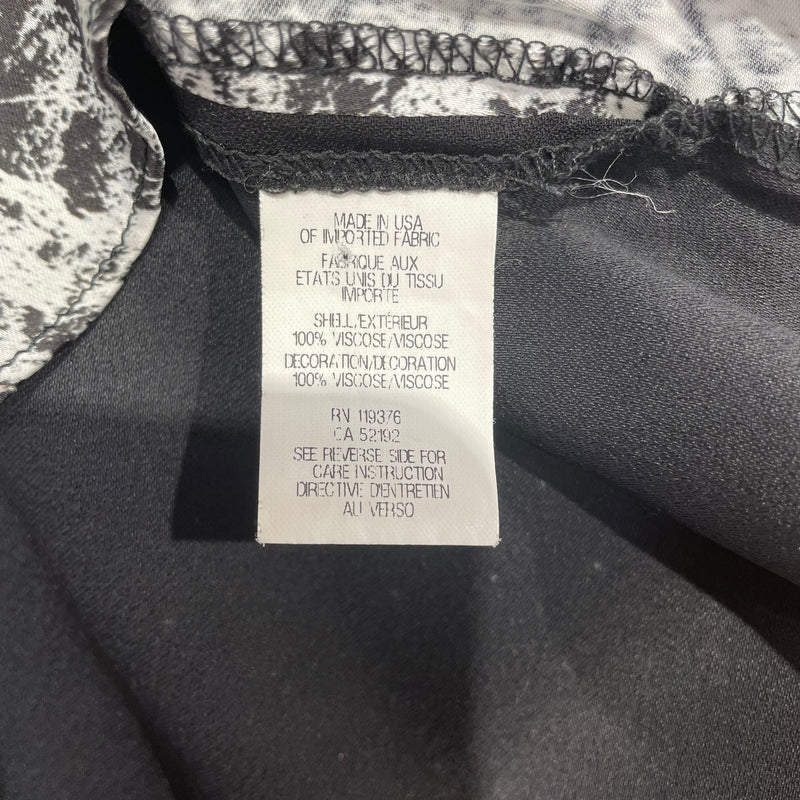 MADE IN USA
OF IMPORTED FABRIC
FABRIQUE AUX
ETATS UNIS DU TISSU
IMPORTÉ
SHELL/EXTÉRIEUR
100% VISCOSE/VISCOSE
DECORATION/DECORATION
100% VISCOSE/VISCOSE
RN 119376
CA 52192
SEE REVERSE SIDE FOR
CARE INSTRUCTION
DIRECTIVE D'ENTRETIEN
AU VERSO